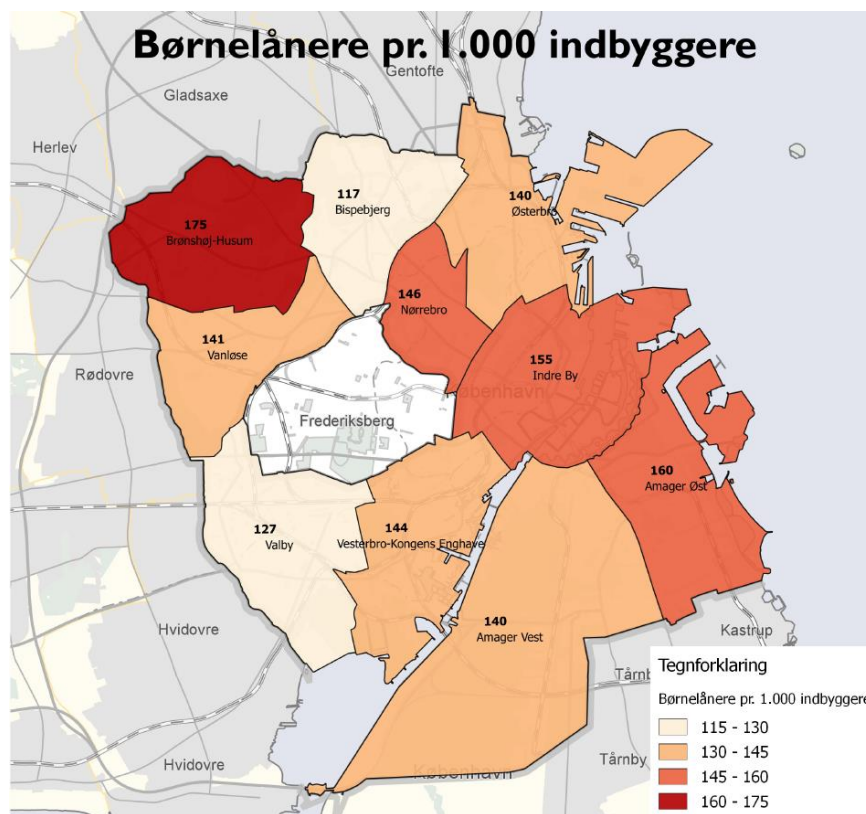 Børnelånere pr. 1.000 indbyggere
Gentofte
Gladsaxe
Herlev
117
Bispebjerg
140
Østerbro
175
Brønshøj-Husum
146
Nørrebro
141
Vanløse
155
Indre By
København
Rødovre
Frederiksberg
160
Amager Øst
127
Valby
144
Vesterbro-Kongens Enghave
Hvidovre
140
Amager Vest
Kastrup
Tegnforklaring
Tårnby
Børnelånere pr. 1.000 indbyggere
115 - 130
130 - 145
145 - 160
160 - 175
Hvidovre
København
Tårnby